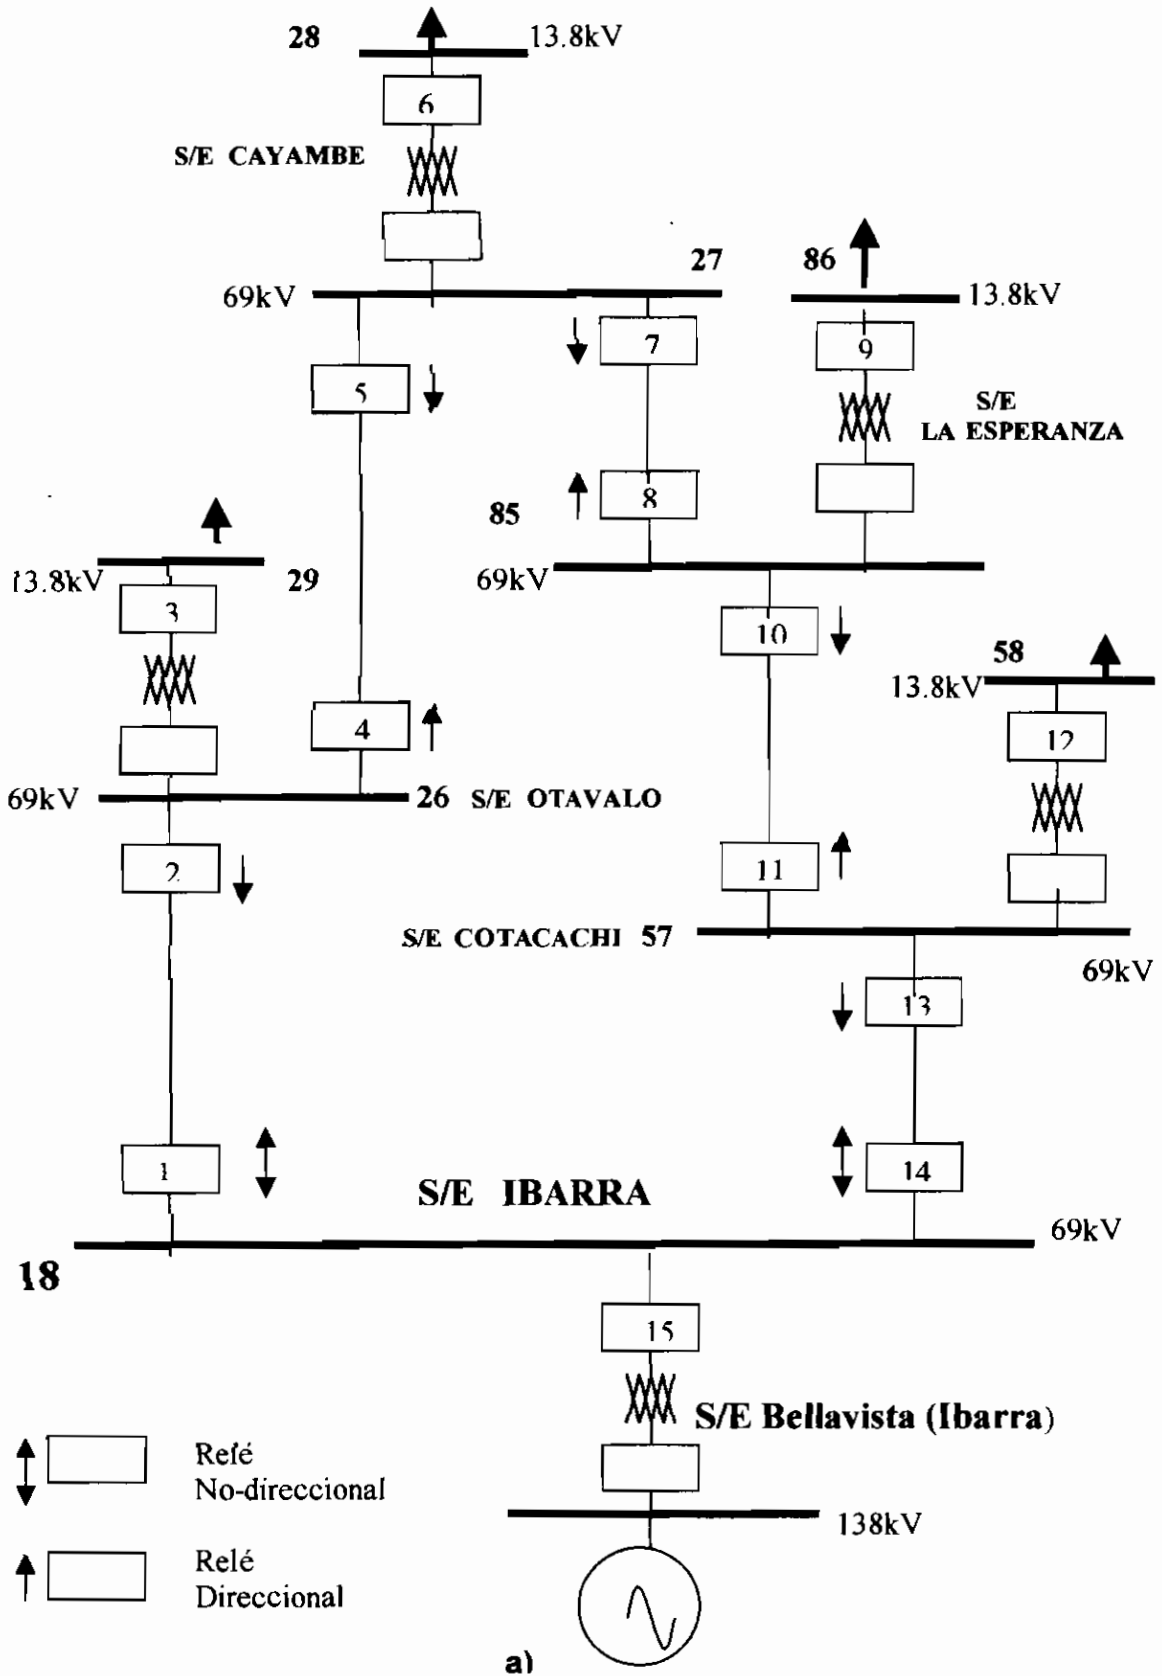 28
13.8kV
6
S/E CAYAMBE
27
86
69kV
13.8kV
7
9
5
S/E
LA ESPERANZA
8
85
13.8kV
29
69kV
3
10
58
13.8kV
4
12
69kV
26 S/E OTAVALO
2
11
S/E COTACACHI 57
69kV
13
1
14
S/E IBARRA
69kV
18
15
S/E Bellavista (Ibarra)
Relé
No-direccional
138kV
Relé
Direccional
a)